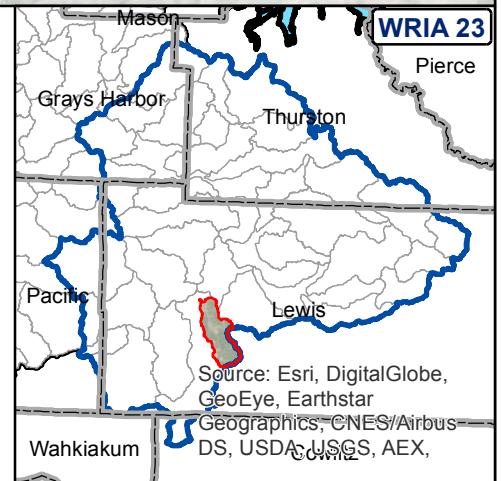 Mason
WRIA 23
Pierce
Grays Harbor
Thurston
Pacific
Lewis
Source: Esri, DigitalGlobe,
GeoEye, Earthstar
Geographics, CNES/Airbus
DS, USDA, USGS, AEX,
Wahkiakum
Cowlitz